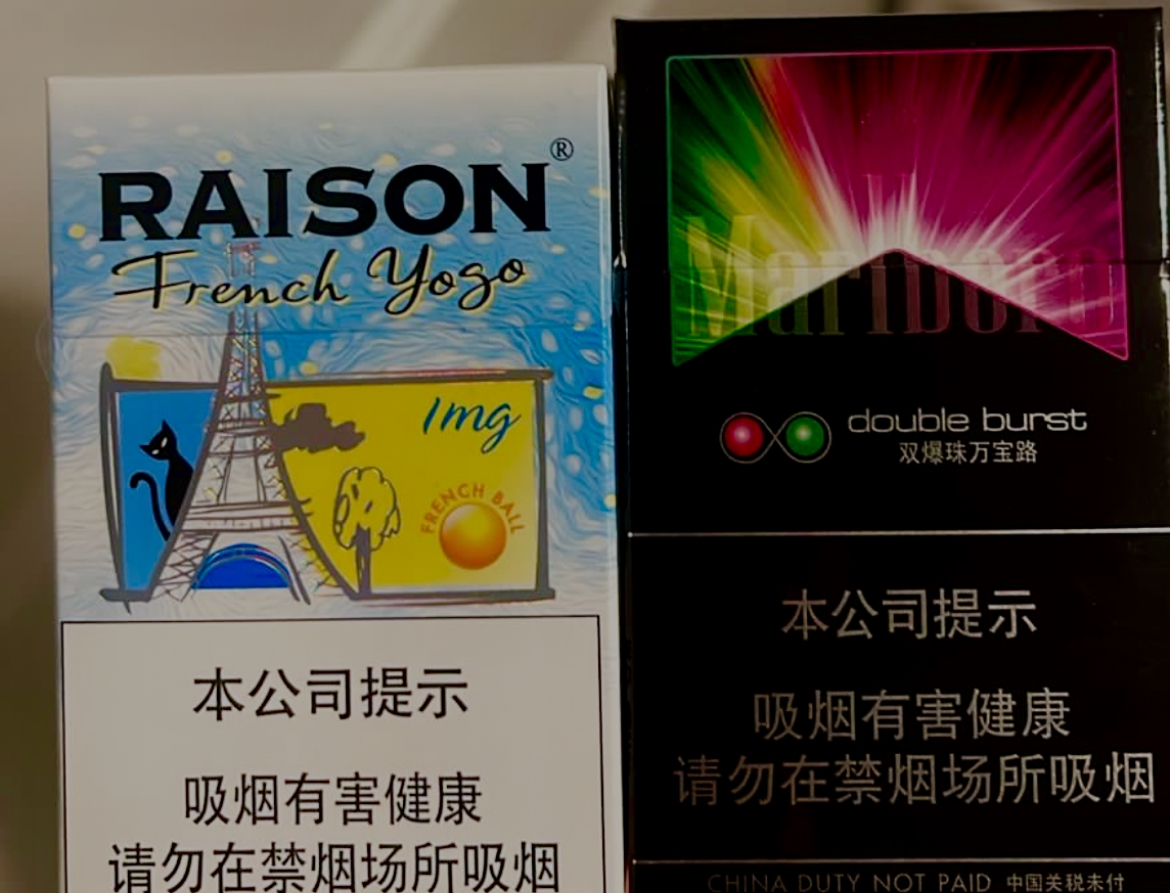 RAISON®
French Yogo
1mg
FRENCH BALL
本公司提示
吸烟有害健康
请勿在禁烟场所吸烟
Marlboro
double burst
双爆珠万宝路
本公司提示
吸烟有害健康
请勿在禁烟场所吸烟
CHINA DUTY NOT PAID 中国关税未付